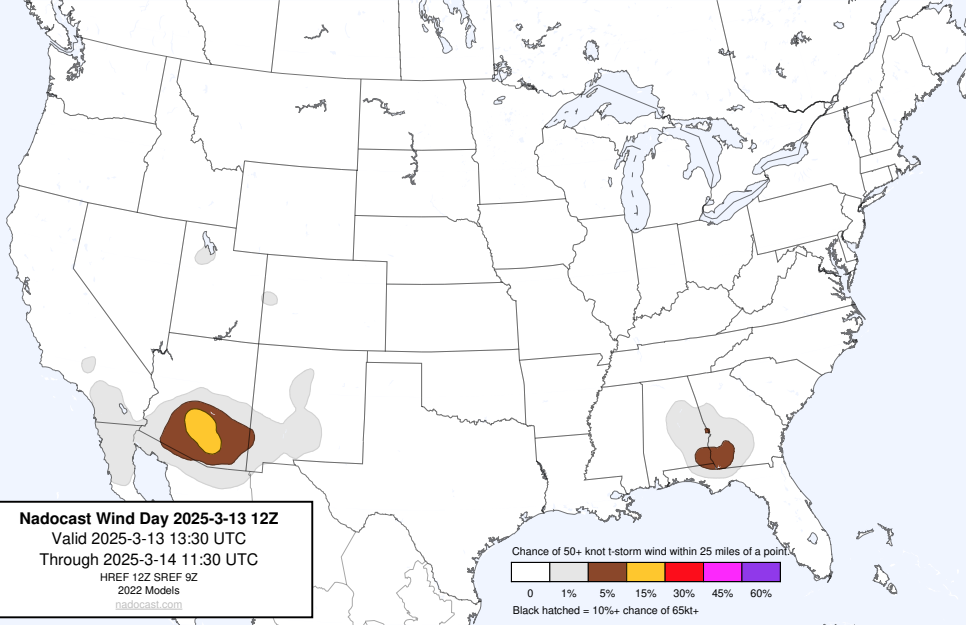 Nadocast Wind Day 2025-3-13 12Z
Valid 2025-3-13 13:30 UTC
Through 2025-3-14 11:30 UTC
HREF 12Z SREF 9Z
2022 Models
nadocast.com
Chance of 50+ knot t-storm wind within 25 miles of a point.
0 1% 5% 15% 30% 45% 60%
Black hatched = 10%+ chance of 65kt+